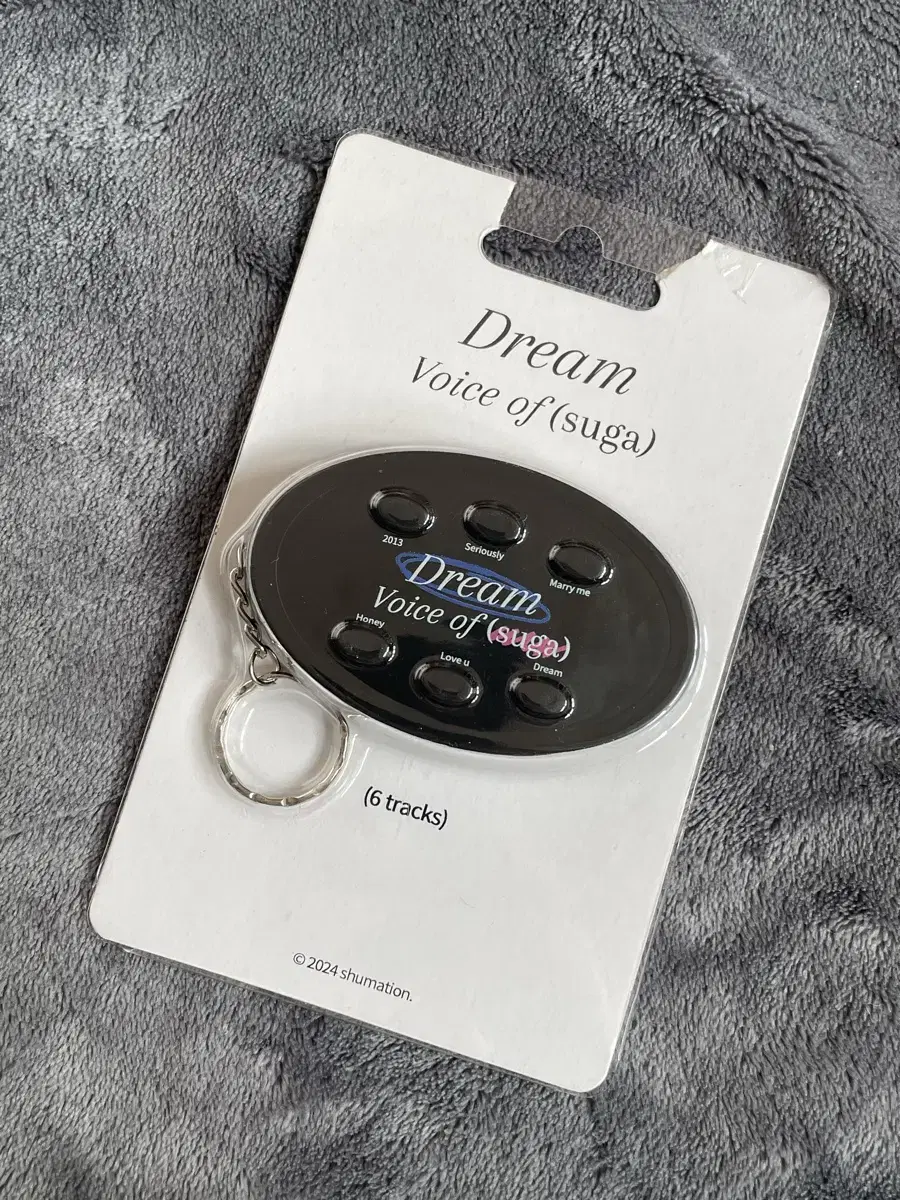 Dream
Voice of (suga)
2013
Seriously
Marry me
Dream
Voice of (suga)
Honey
Love u
Dream
(6 tracks)
© 2024 shumation.